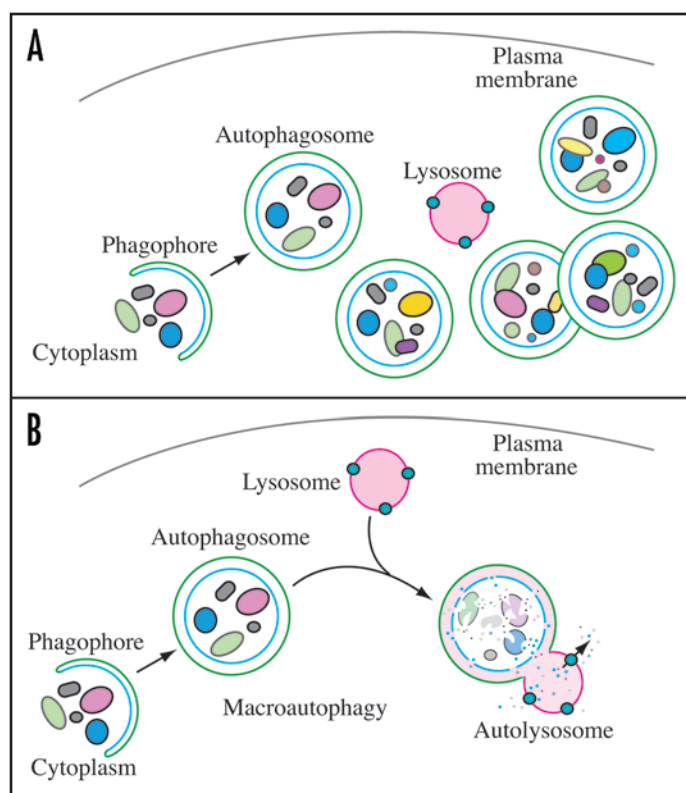 A
Plasma
membrane
Autophagosome
Lysosome
Phagophore
Cytoplasm
B
Plasma
membrane
Lysosome
Autophagosome
Phagophore
Macroautophagy
Autolysosome
Cytoplasm